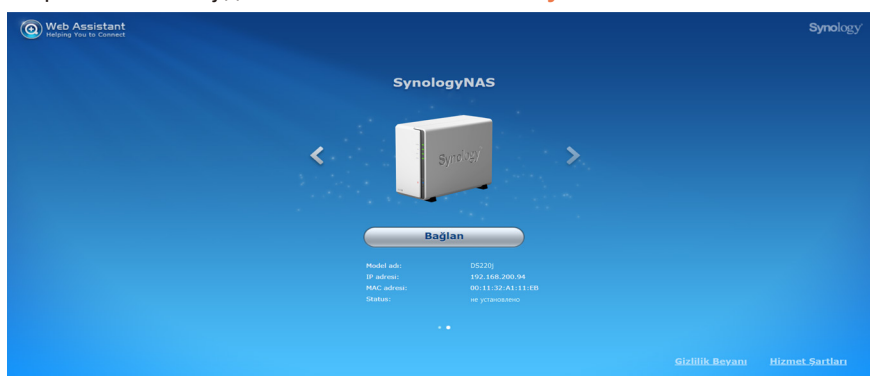 Web Assistant
Helping You to Connect
Synology
SynologyNAS
Synology
Bağlan
Model adı: DS220j
IP adresi: 192.168.200.94
MAC adresi: 00:11:32:A1:11:EB
Status: не установлено
Gizlilik Beyanı Hizmet Şartları